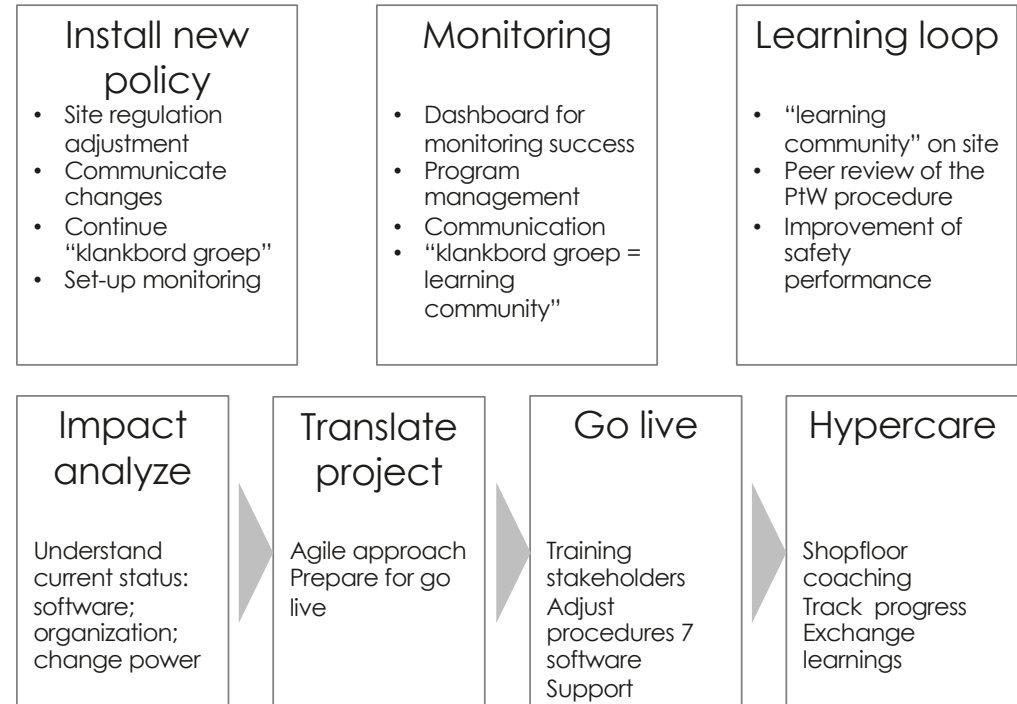 Install new
policy
• Site regulation
adjustment
• Communicate
changes
• Continue
“klankbord groep”
• Set-up monitoring
Monitoring
• Dashboard for
monitoring success
• Program
management
• Communication
• “klankbord groep =
learning
community”
Learning loop
• “learning
community” on site
• Peer review of the
PtW procedure
• Improvement of
safety
performance
Impact
analyze
Understand
current status:
software;
organization;
change power
Translate
project
Agile approach
Prepare for go
live
Go live
Training
stakeholders
Adjust
procedures 7
software
Support
Hypercare
Shopfloor
coaching
Track progress
Exchange
learnings